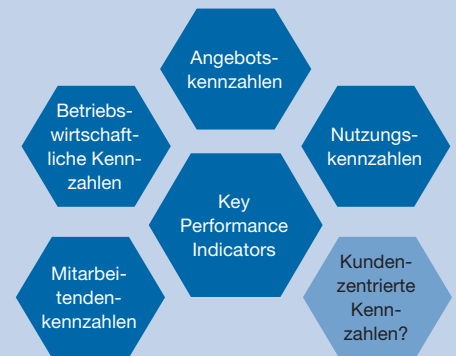 Angebots-
kennzahlen
Betriebs-
wirtschaft-
liche Kenn-
zahlen
Nutzungs-
kennzahlen
Key
Performance
Indicators
Mitarbei-
tenden-
kennzahlen
Kunden-
zentrierte
Kenn-
zahlen?